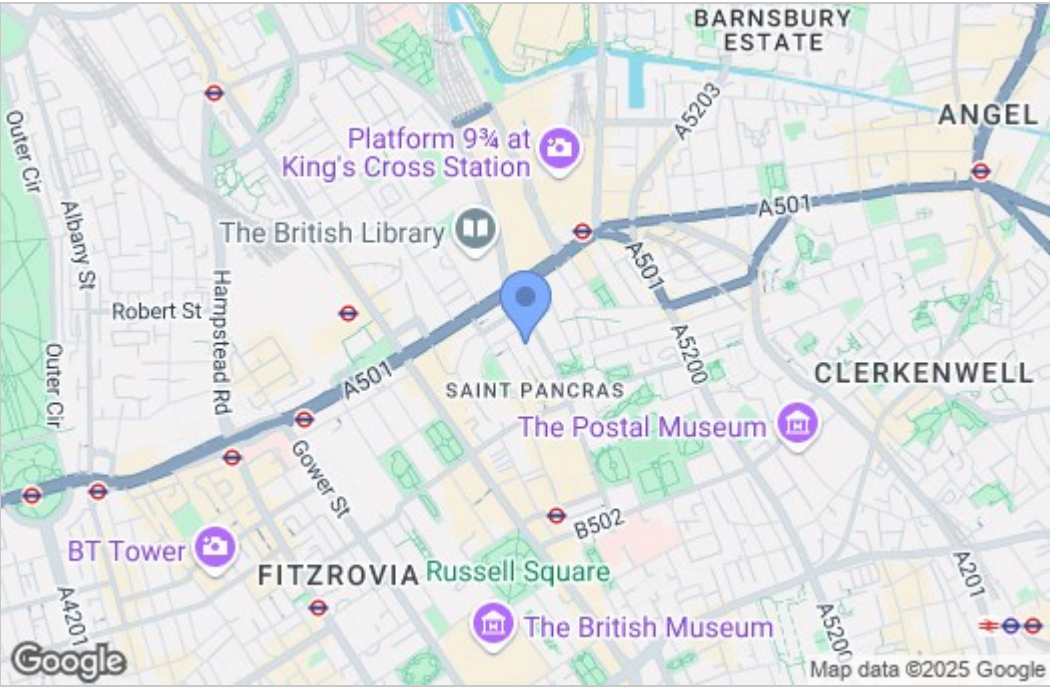 BARNSBURY
ESTATE
A5203
ANGEL
Outer Cir
Platform 9¾ at
King's Cross Station
Albany St
The British Library
A501
A501
Hampstead Rd
Robert St
Outer Cir
A5200
A501
SAINT PANCRAS
CLERKENWELL
The Postal Museum
Gower St
B502
BT Tower
FITZROVIA
Russell Square
A201
A4201
The British Museum
A5200
Google
Map data ©2025 Google